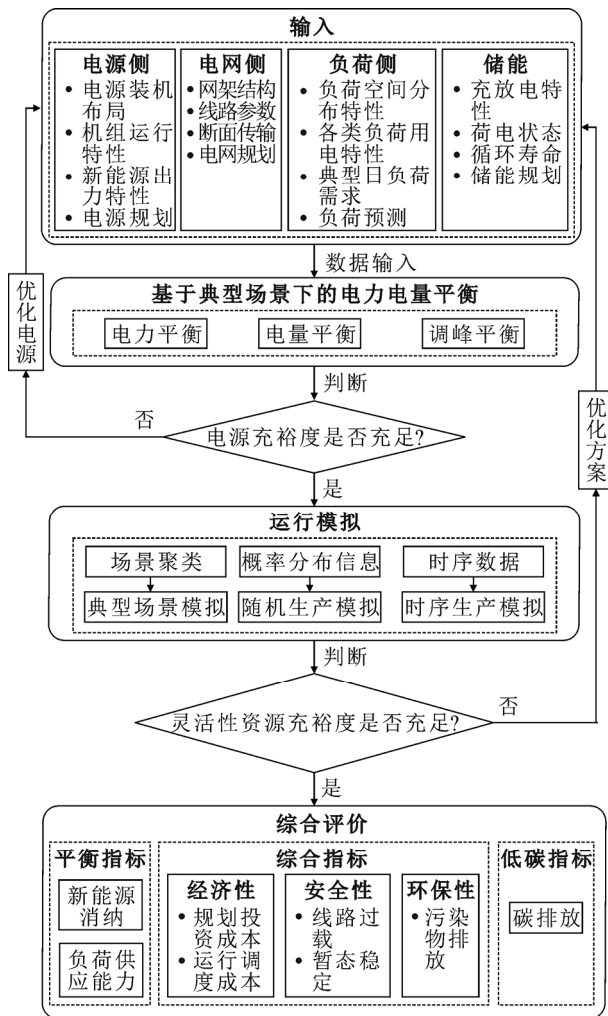 输入
电源侧
• 电源装机
布局
• 机组运行
特性
• 新能源出
力特性
• 电源规划
电网侧
•网架结构
•线路参数
•断面传输
•电网规划
负荷侧
• 负荷空间分
布特性
• 各类负荷用
电特性
• 典型日负荷
需求
• 负荷预测
储能
• 充放电特
性
• 荷电状态
• 循环寿命
• 储能规划
数据输入
优化电源
基于典型场景下的电力电量平衡
电力平衡
电量平衡
调峰平衡
判断
否
电源充裕度是否充足?
优化方案
是
运行模拟
场景聚类
概率分布信息
时序数据
典型场景模拟
随机生产模拟
时序生产模拟
判断
灵活性资源充裕度是否充足?
否
是
综合评价
平衡指标
新能源
消纳
负荷供
应能力
综合指标
经济性
• 规划投
资成本
• 运行调
度成本
安全性
• 线路过
载
• 暂态稳
定
环保性
• 污染
物排
放
低碳指标
碳排放